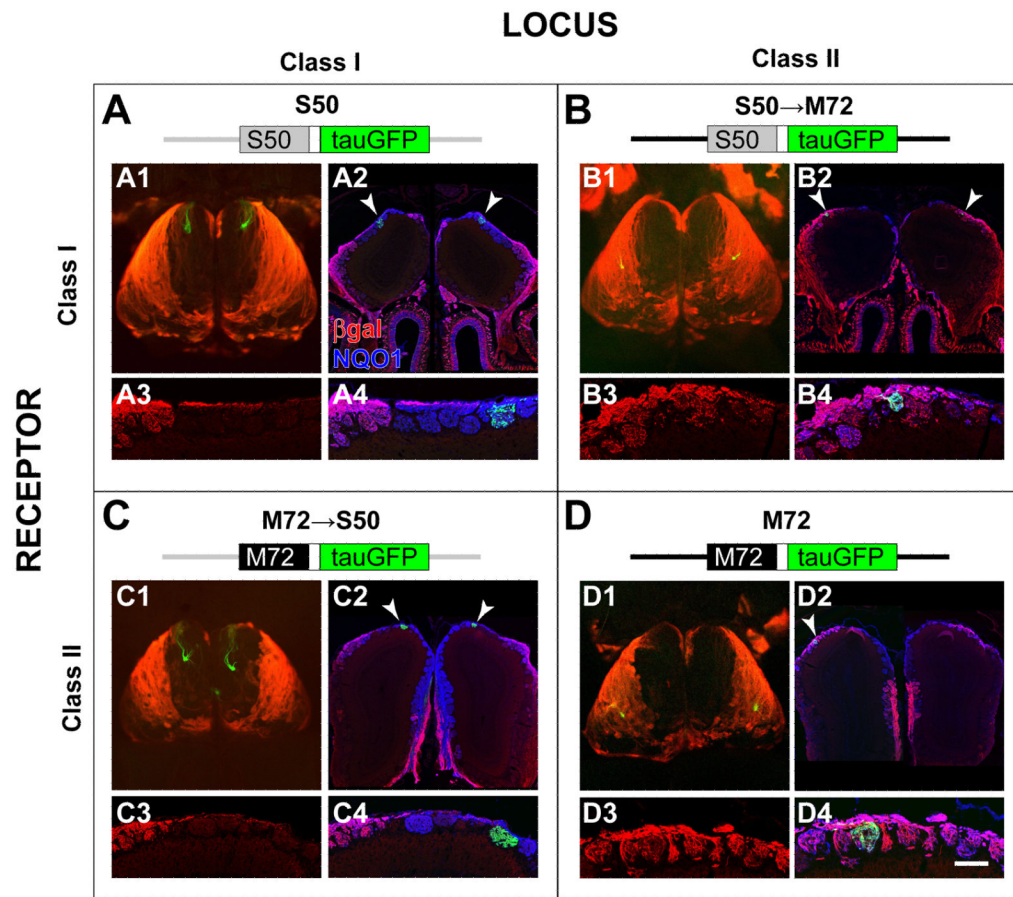 LOCUS
Class I
Class II
RECEPTOR
Class I
Class II
A
S50
S50 tauGFP
A1
A2
βgal
NQO1
A3
A4
B
S50→M72
S50 tauGFP
B1
B2
B3
B4
C
M72→S50
M72 tauGFP
C1
C2
C3
C4
D
M72
M72 tauGFP
D1
D2
D3
D4